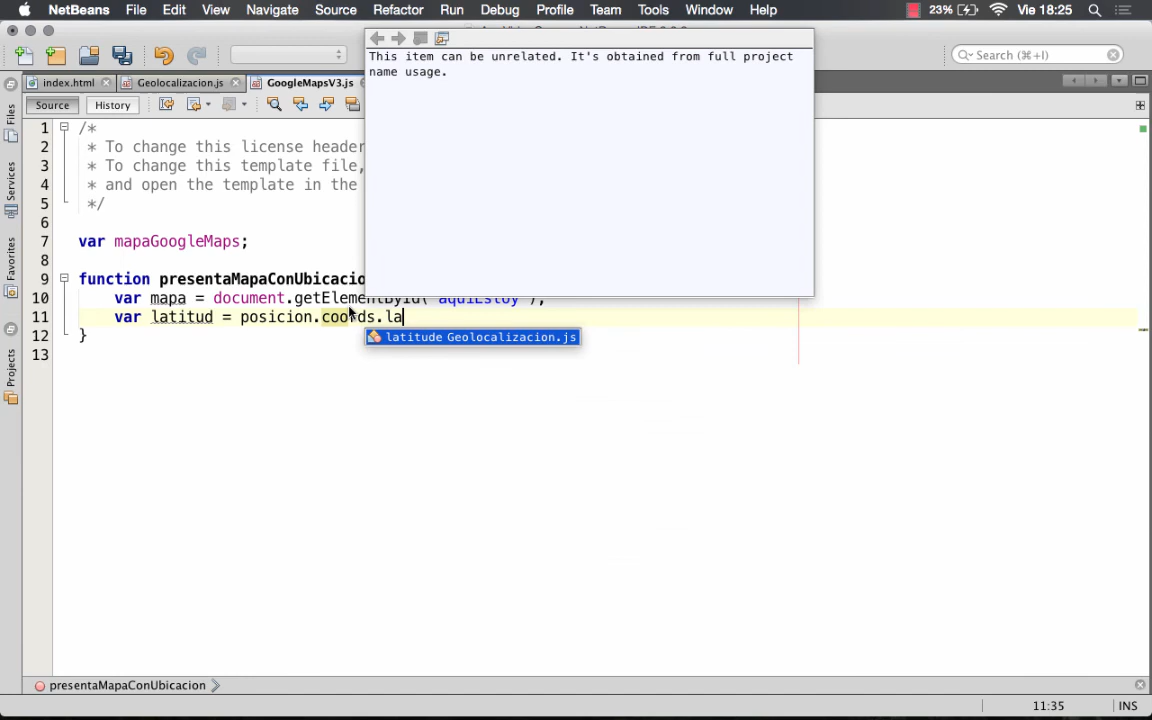 NetBeans File Edit View Navigate Source Refactor Run Debug Profile Team Tools Window Help 23% Vie 18:25
Search (⌘+I)
This item can be unrelated. It's obtained from full project
name usage.
index.html Geolocalizacion.js GoogleMapsV3.js
Source History
Files
Services
Favorites
Projects
1 /*
2 * To change this license header
3 * To change this template file,
4 * and open the template in the
5 */
6
7 var mapaGoogleMaps;
8
9 function presentaMapaConUbicacio
10 var mapa = document.getElementById("aquiEstoy");
11 var latitud = posicion.coords.la
latitude Geolocalizacion.js
12 }
13
presentaMapaConUbicacion
11:35 INS